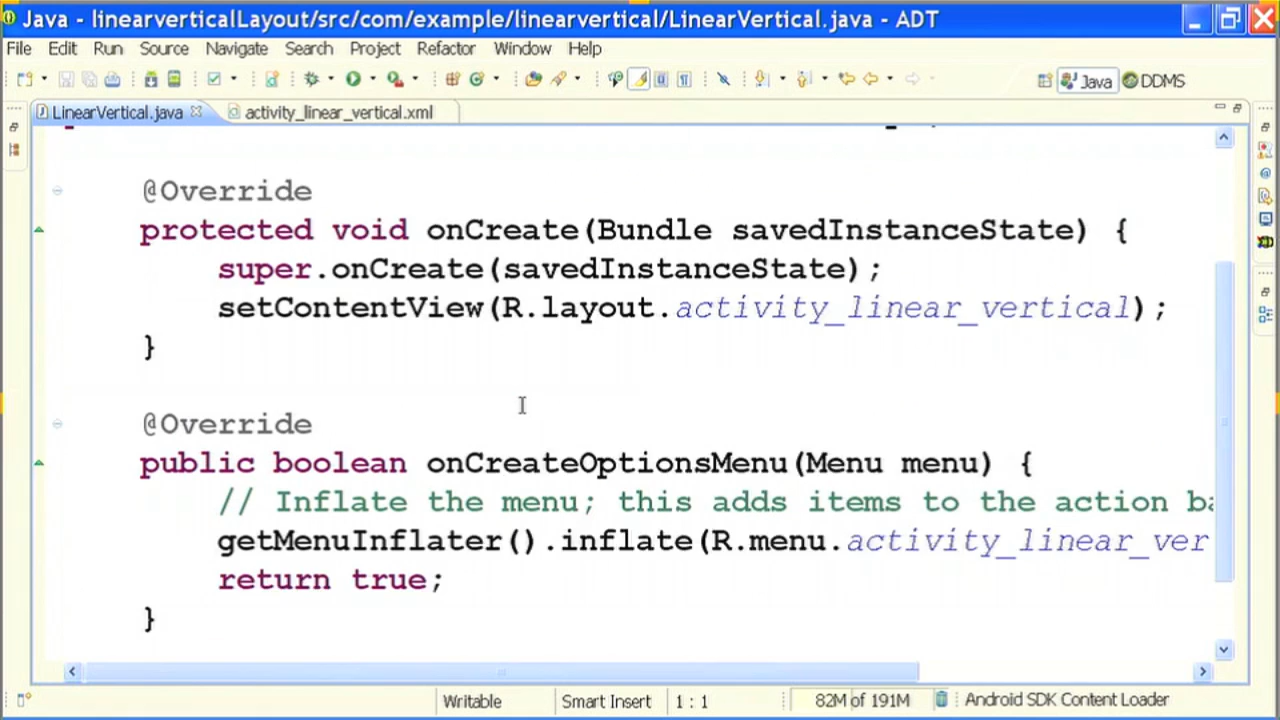 Java - linearverticalLayout/src/com/example/linearvertical/LinearVertical.java - ADT
File Edit Run Source Navigate Search Project Refactor Window Help
Java DDMS
LinearVertical.java activity_linear_vertical.xml
@Override
protected void onCreate(Bundle savedInstanceState) {
super.onCreate(savedInstanceState);
setContentView(R.layout.activity_linear_vertical);
}
@Override
public boolean onCreateOptionsMenu(Menu menu) {
// Inflate the menu; this adds items to the action ba
getMenuInflater().inflate(R.menu.activity_linear_ver
return true;
}
Writable Smart Insert 1 : 1 82M of 191M Android SDK Content Loader